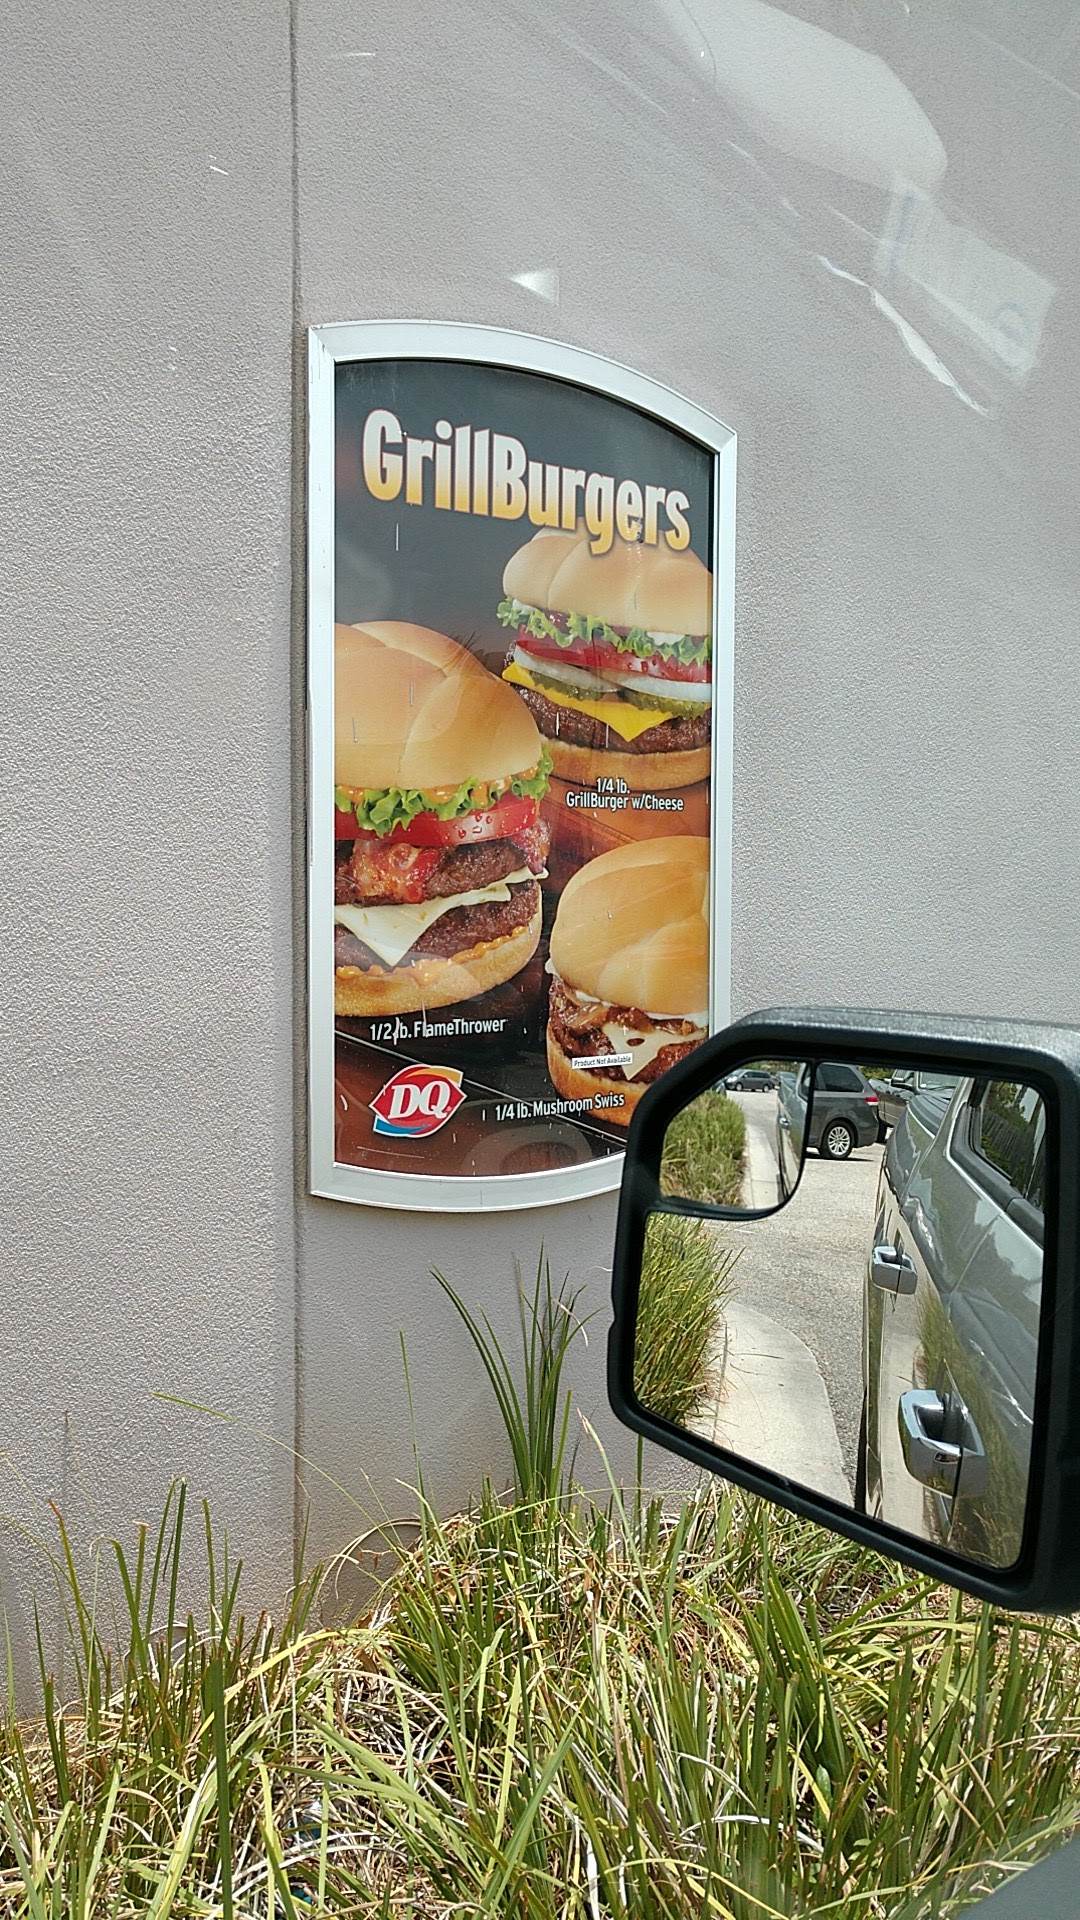 GrillBurgers
1/4 lb.
GrillBurger w/Cheese
1/2 lb. FlameThrower
Product Not Available
DQ
1/4 lb. Mushroom Swiss